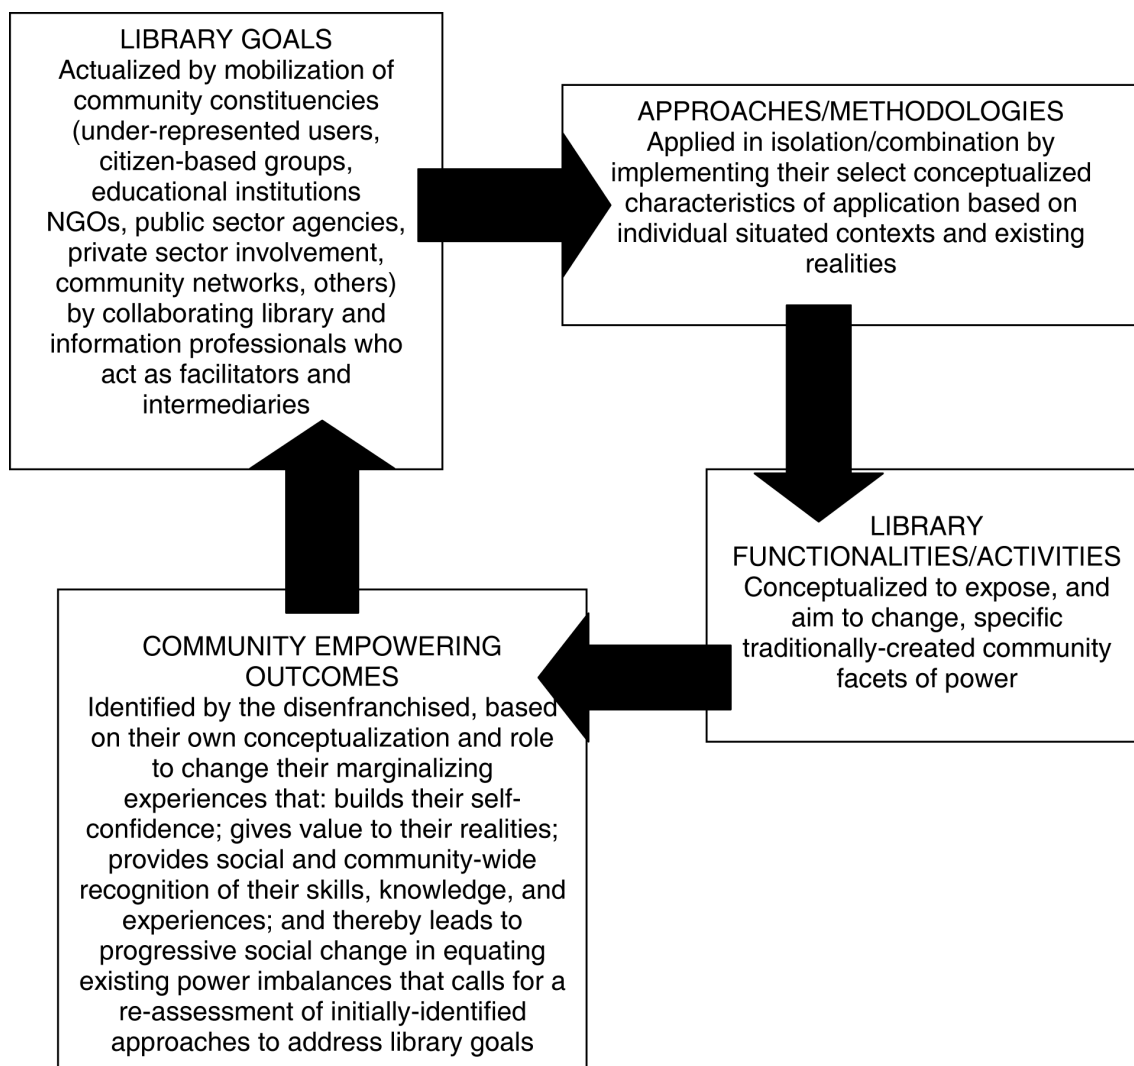 LIBRARY GOALS
Actualized by mobilization of
community constituencies
(under-represented users,
citizen-based groups,
educational institutions
NGOs, public sector agencies,
private sector involvement,
community networks, others)
by collaborating library and
information professionals who
act as facilitators and
intermediaries
APPROACHES/METHODOLOGIES
Applied in isolation/combination by
implementing their select conceptualized
characteristics of application based on
individual situated contexts and existing
realities
LIBRARY
FUNCTIONALITIES/ACTIVITIES
Conceptualized to expose, and
aim to change, specific
traditionally-created community
facets of power
COMMUNITY EMPOWERING
OUTCOMES
Identified by the disenfranchised, based
on their own conceptualization and role
to change their marginalizing
experiences that: builds their self-
confidence; gives value to their realities;
provides social and community-wide
recognition of their skills, knowledge, and
experiences; and thereby leads to
progressive social change in equating
existing power imbalances that calls for a
re-assessment of initially-identified
approaches to address library goals